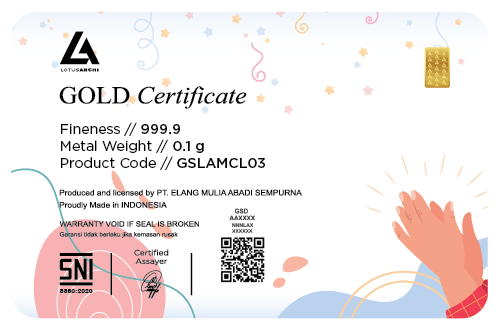 LOTUSARCHI
GOLD Certificate
Fineness // 999.9
Metal Weight // 0.1 g
Product Code // GSLAMCL03
Produced and licensed by PT. ELANG MULIA ABADI SEMPURNA
Proudly Made in INDONESIA
WARRANTY VOID IF SEAL IS BROKEN
Garansi tidak berlaku jika kemasan rusak
GSD
AAXXXX
NNNLAX
XXXXXX
SNI
8880:2020
Certified
Assayer